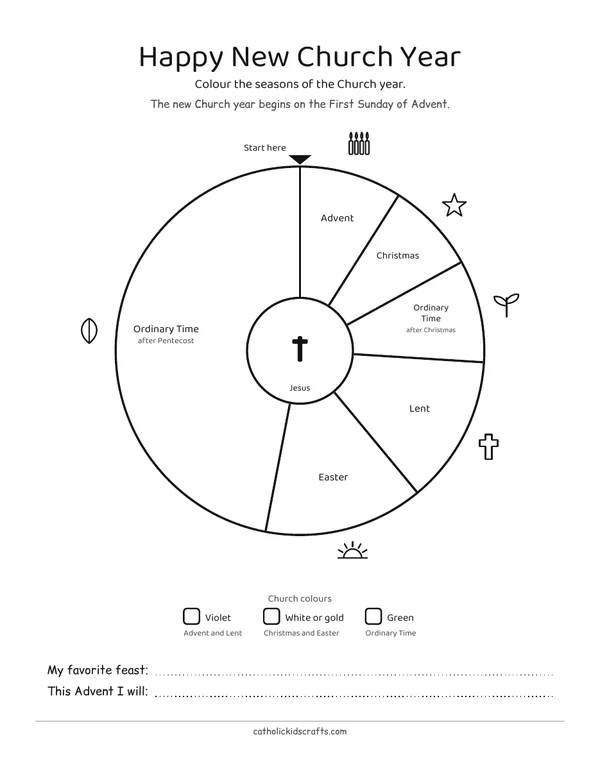 Happy New Church Year
Colour the seasons of the Church year.
The new Church year begins on the First Sunday of Advent.
Start here
Advent
Christmas
Ordinary
Time
after Christmas
Ordinary Time
after Pentecost
Jesus
Lent
Easter
Church colours
Violet
White or gold
Green
Advent and Lent
Christmas and Easter
Ordinary Time
My favorite feast:
This Advent I will:
catholickidscrafts.com